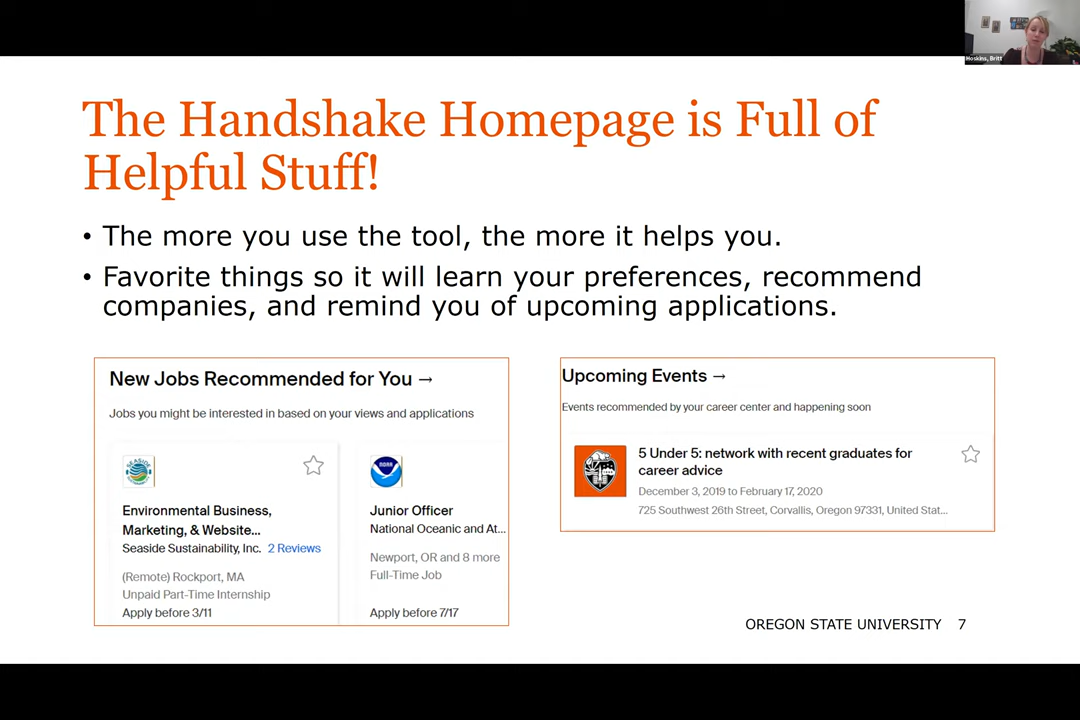 Hoskins, Britt
The Handshake Homepage is Full of
Helpful Stuff!
• The more you use the tool, the more it helps you.
• Favorite things so it will learn your preferences, recommend
companies, and remind you of upcoming applications.
New Jobs Recommended for You →
Jobs you might be interested in based on your views and applications
SEASIDE
Environmental Business,
Marketing, & Website...
Seaside Sustainability, Inc. 2 Reviews
(Remote) Rockport, MA
Unpaid Part-Time Internship
Apply before 3/11
NOAA
Junior Officer
National Oceanic and At...
Newport, OR and 8 more
Full-Time Job
Apply before 7/17
Upcoming Events →
Events recommended by your career center and happening soon
5 Under 5: network with recent graduates for
career advice
December 3, 2019 to February 17, 2020
725 Southwest 26th Street, Corvallis, Oregon 97331, United Stat...
OREGON STATE UNIVERSITY 7